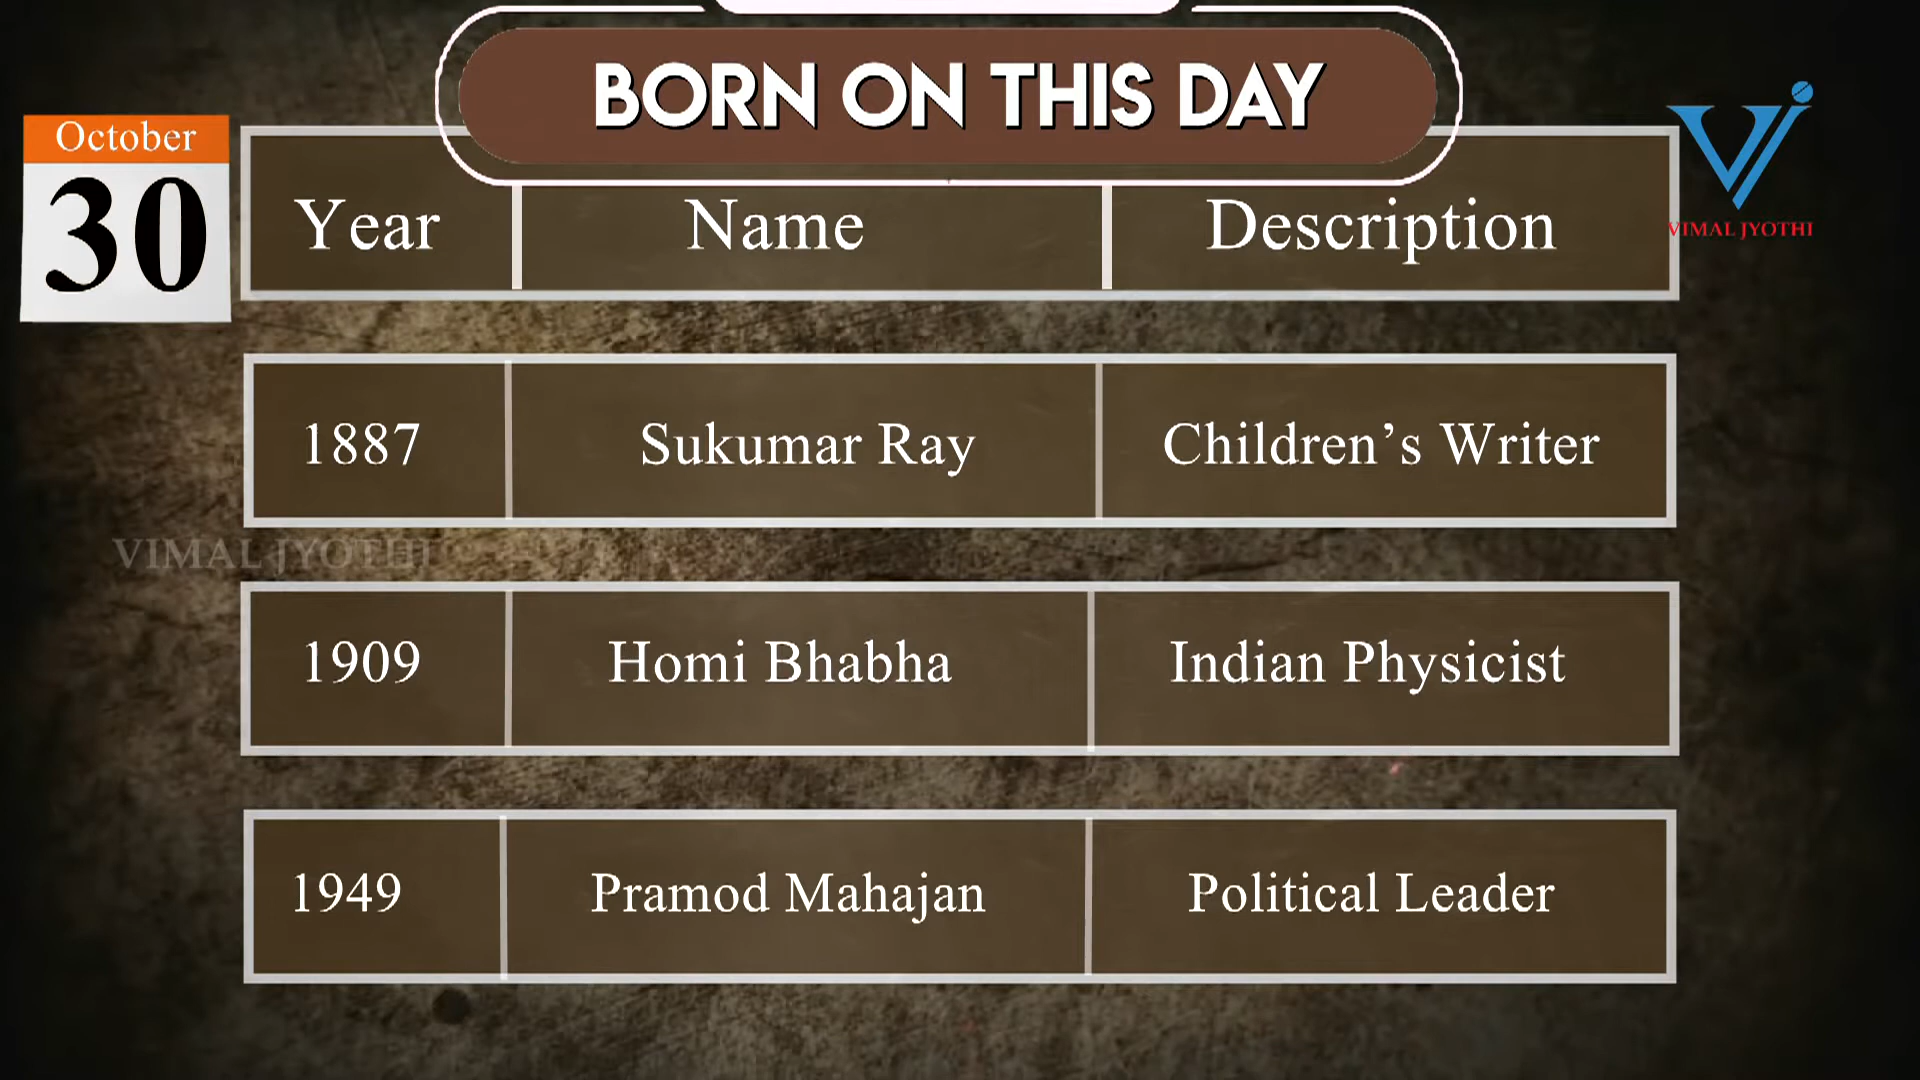 BORN ON THIS DAY
October
30
VIMAL JYOTHI
Year Name Description
1887 Sukumar Ray Children’s Writer
VIMAL JYOTHI
1909 Homi Bhabha Indian Physicist
1949 Pramod Mahajan Political Leader